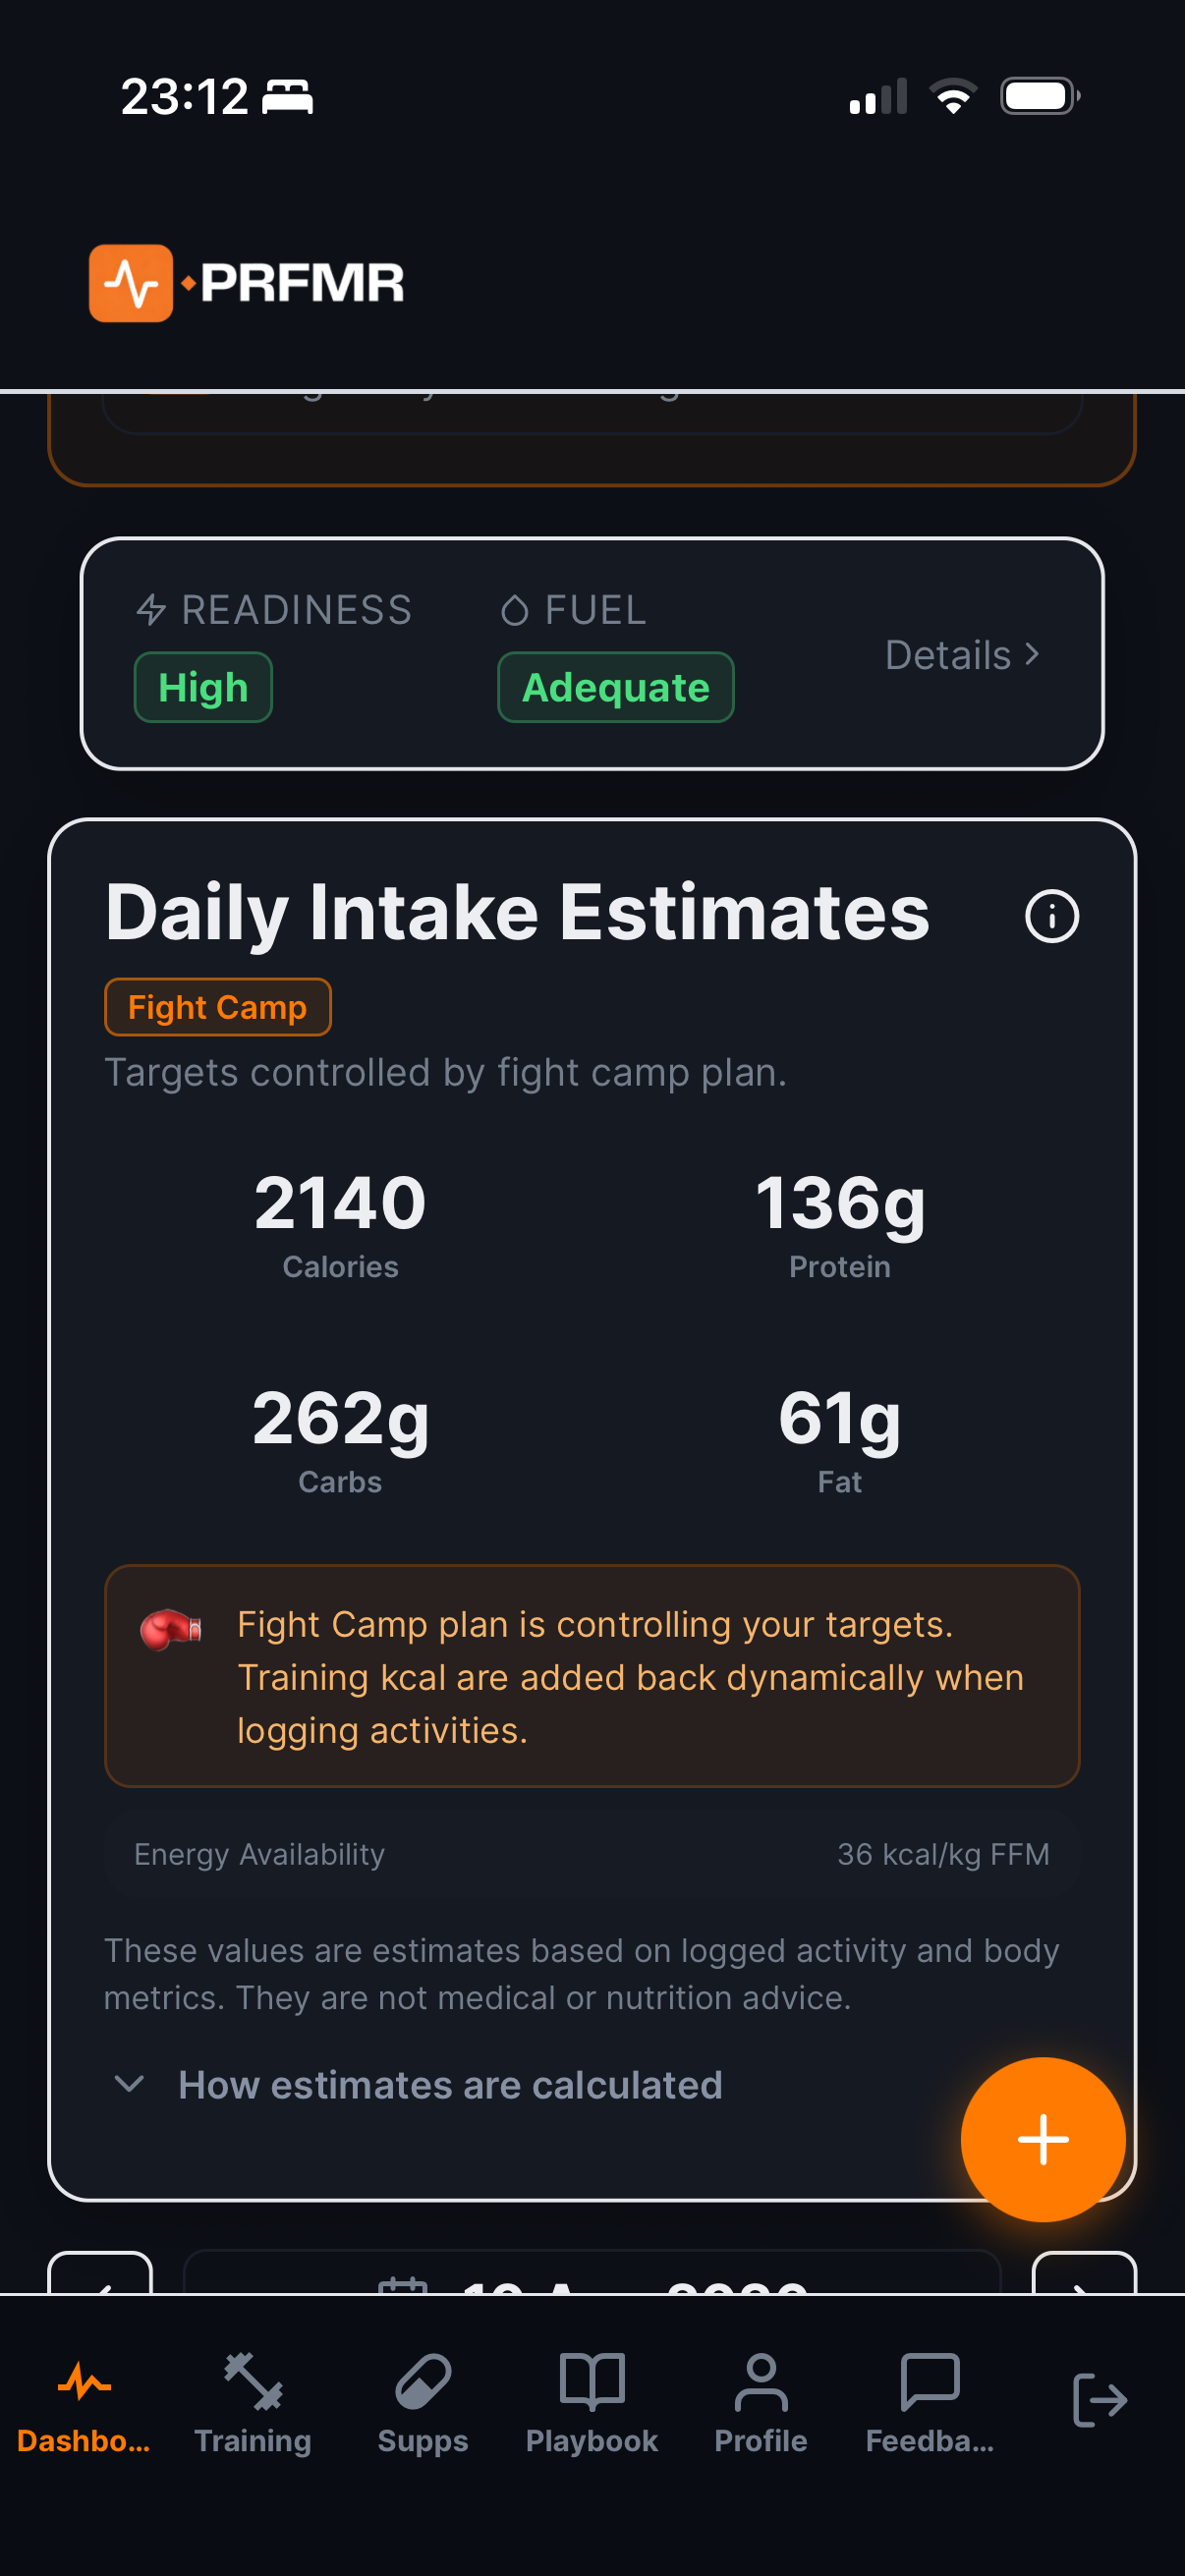 23:12
PRFMR
READINESS
FUEL
High
Adequate
Details
Daily Intake Estimates
Fight Camp
Targets controlled by fight camp plan.
2140
136g
Calories
Protein
262g
61g
Carbs
Fat
Fight Camp plan is controlling your targets.
Training kcal are added back dynamically when
logging activities.
Energy Availability
36 kcal/kg FFM
These values are estimates based on logged activity and body
metrics. They are not medical or nutrition advice.
How estimates are calculated
Dashbo...
Training
Supps
Playbook
Profile
Feedba...